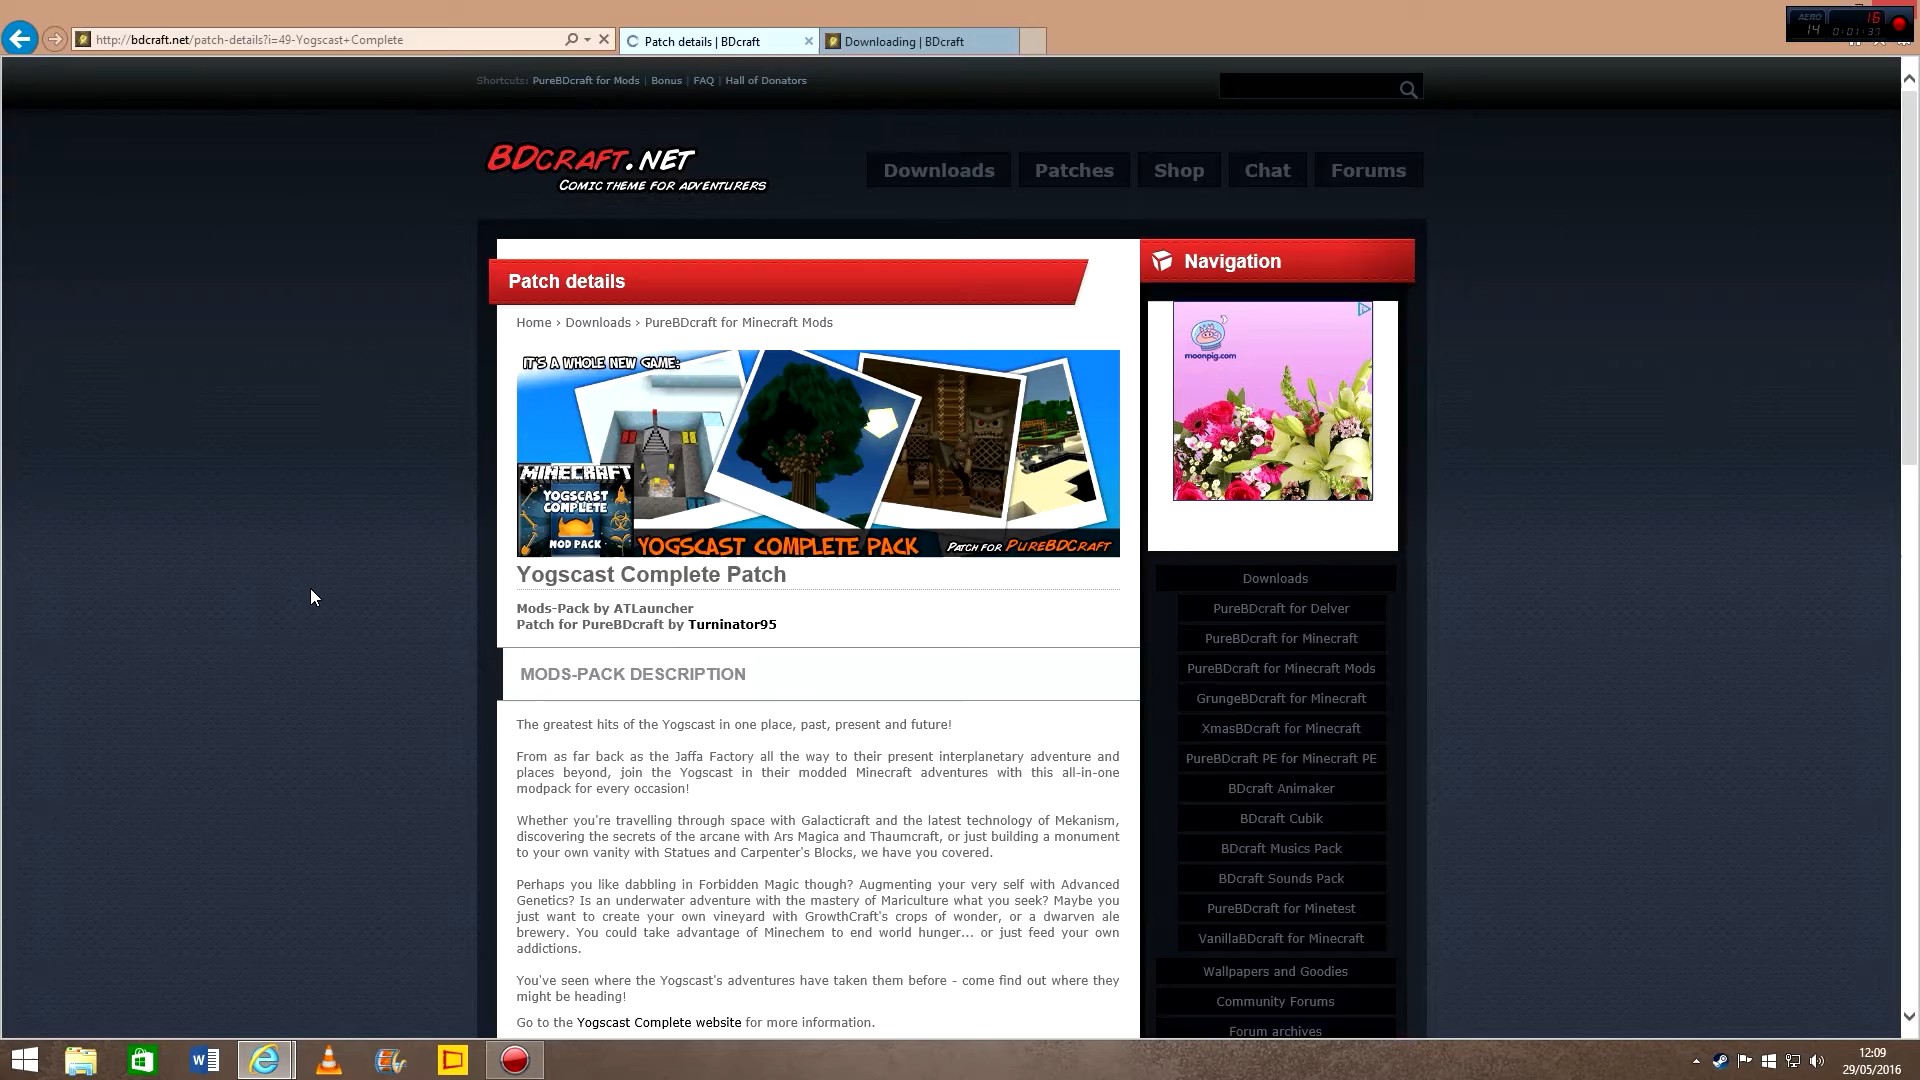 http://bdcraft.net/patch-details?i=49-Yogscast+Complete
Patch details | BDcraft
Downloading | BDcraft
AERO
14
16
0:01:37
Shortcuts: PureBDcraft for Mods | Bonus | FAQ | Hall of Donators
BDcraft.net
Comic theme for adventurers
Downloads
Patches
Shop
Chat
Forums
Patch details
Navigation
Home › Downloads › PureBDcraft for Minecraft Mods
moonpig.com
IT'S A WHOLE NEW GAME:
MINECRAFT
YOGSCAST
COMPLETE
MOD PACK
YOGSCAST COMPLETE PACK
Patch for PureBDCraft
Yogscast Complete Patch
Mods-Pack by ATLauncher
Patch for PureBDcraft by Turninator95
MODS-PACK DESCRIPTION
The greatest hits of the Yogscast in one place, past, present and future!
From as far back as the Jaffa Factory all the way to their present interplanetary adventure and
places beyond, join the Yogscast in their modded Minecraft adventures with this all-in-one
modpack for every occasion!
Whether you're travelling through space with Galacticraft and the latest technology of Mekanism,
discovering the secrets of the arcane with Ars Magica and Thaumcraft, or just building a monument
to your own vanity with Statues and Carpenter's Blocks, we have you covered.
Perhaps you like dabbling in Forbidden Magic though? Augmenting your very self with Advanced
Genetics? Is an underwater adventure with the mastery of Mariculture what you seek? Maybe you
just want to create your own vineyard with GrowthCraft's crops of wonder, or a dwarven ale
brewery. You could take advantage of Minechem to end world hunger... or just feed your own
addictions.
You've seen where the Yogscast's adventures have taken them before - come find out where they
might be heading!
Go to the Yogscast Complete website for more information.
Downloads
PureBDcraft for Delver
PureBDcraft for Minecraft
PureBDcraft for Minecraft Mods
GrungeBDcraft for Minecraft
XmasBDcraft for Minecraft
PureBDcraft PE for Minecraft PE
BDcraft Animaker
BDcraft Cubik
BDcraft Musics Pack
BDcraft Sounds Pack
PureBDcraft for Minetest
VanillaBDcraft for Minecraft
Wallpapers and Goodies
Community Forums
Forum archives
12:09
29/05/2016